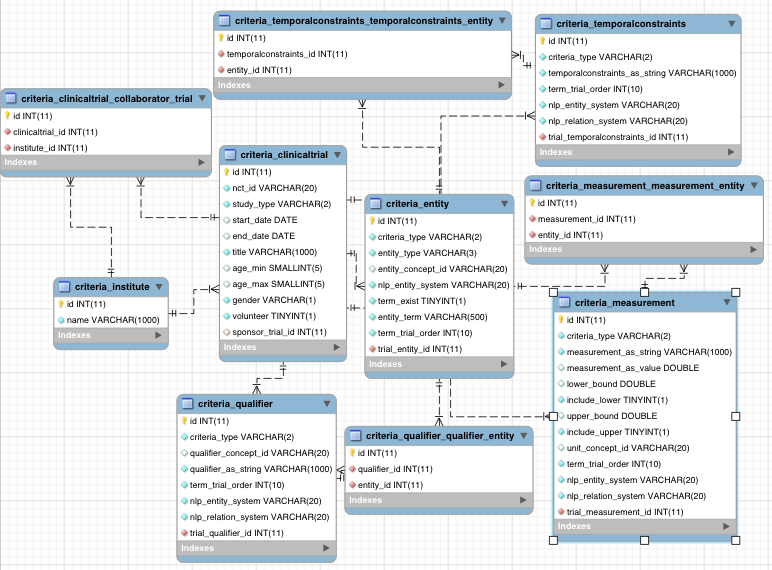 criteria_temporalconstraints_temporalconstraints_entity
id INT(11)
temporalconstraints_id INT(11)
entity_id INT(11)
Indexes
criteria_temporalconstraints
id INT(11)
criteria_type VARCHAR(2)
temporalconstraints_as_string VARCHAR(1000)
term_trial_order INT(10)
nlp_entity_system VARCHAR(20)
nlp_relation_system VARCHAR(20)
trial_temporalconstraints_id INT(11)
Indexes
criteria_clinicaltrial_collaborator_trial
id INT(11)
clinicaltrial_id INT(11)
institute_id INT(11)
Indexes
criteria_clinicaltrial
id INT(11)
nct_id VARCHAR(20)
study_type VARCHAR(2)
start_date DATE
end_date DATE
title VARCHAR(1000)
age_min SMALLINT(5)
age_max SMALLINT(5)
gender VARCHAR(1)
volunteer TINYINT(1)
sponsor_trial_id INT(11)
Indexes
criteria_entity
id INT(11)
criteria_type VARCHAR(2)
entity_type VARCHAR(3)
entity_concept_id VARCHAR(20)
nlp_entity_system VARCHAR(20)
term_exist TINYINT(1)
entity_term VARCHAR(500)
term_trial_order INT(10)
trial_entity_id INT(11)
Indexes
criteria_measurement_measurement_entity
id INT(11)
measurement_id INT(11)
entity_id INT(11)
Indexes
criteria_institute
id INT(11)
name VARCHAR(1000)
Indexes
criteria_measurement
id INT(11)
criteria_type VARCHAR(2)
measurement_as_string VARCHAR(1000)
measurement_as_value DOUBLE
lower_bound DOUBLE
include_lower TINYINT(1)
upper_bound DOUBLE
include_upper TINYINT(1)
unit_concept_id VARCHAR(20)
term_trial_order INT(10)
nlp_entity_system VARCHAR(20)
nlp_relation_system VARCHAR(20)
trial_measurement_id INT(11)
Indexes
criteria_qualifier
id INT(11)
criteria_type VARCHAR(2)
qualifier_concept_id VARCHAR(20)
qualifier_as_string VARCHAR(1000)
term_trial_order INT(10)
nlp_entity_system VARCHAR(20)
nlp_relation_system VARCHAR(20)
trial_qualifier_id INT(11)
Indexes
criteria_qualifier_qualifier_entity
id INT(11)
qualifier_id INT(11)
entity_id INT(11)
Indexes